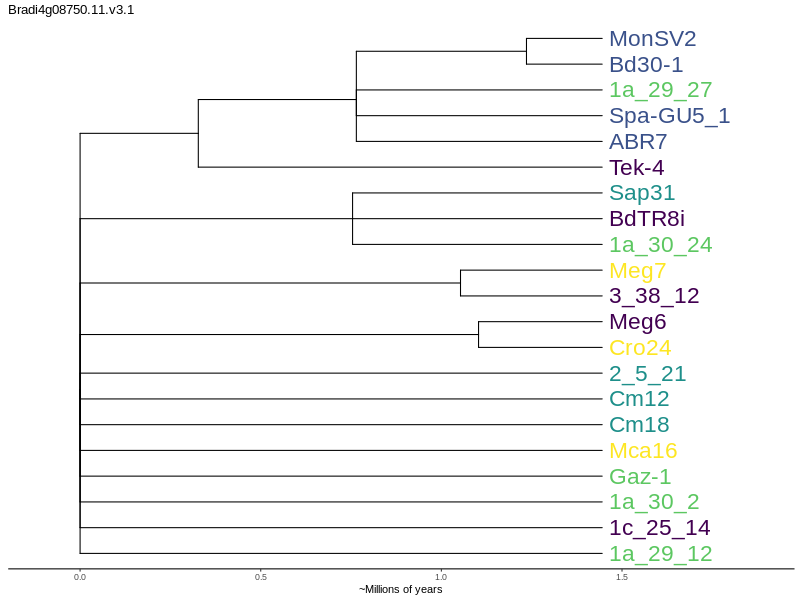 Bradi4g08750.11.v3.1
MonSV2
Bd30-1
1a_29_27
Spa-GU5_1
ABR7
Tek-4
Sap31
BdTR8i
1a_30_24
Meg7
3_38_12
Meg6
Cro24
2_5_21
Cm12
Cm18
Mca16
Gaz-1
1a_30_2
1c_25_14
1a_29_12
0.0 0.5 1.0 1.5
~Millions of years